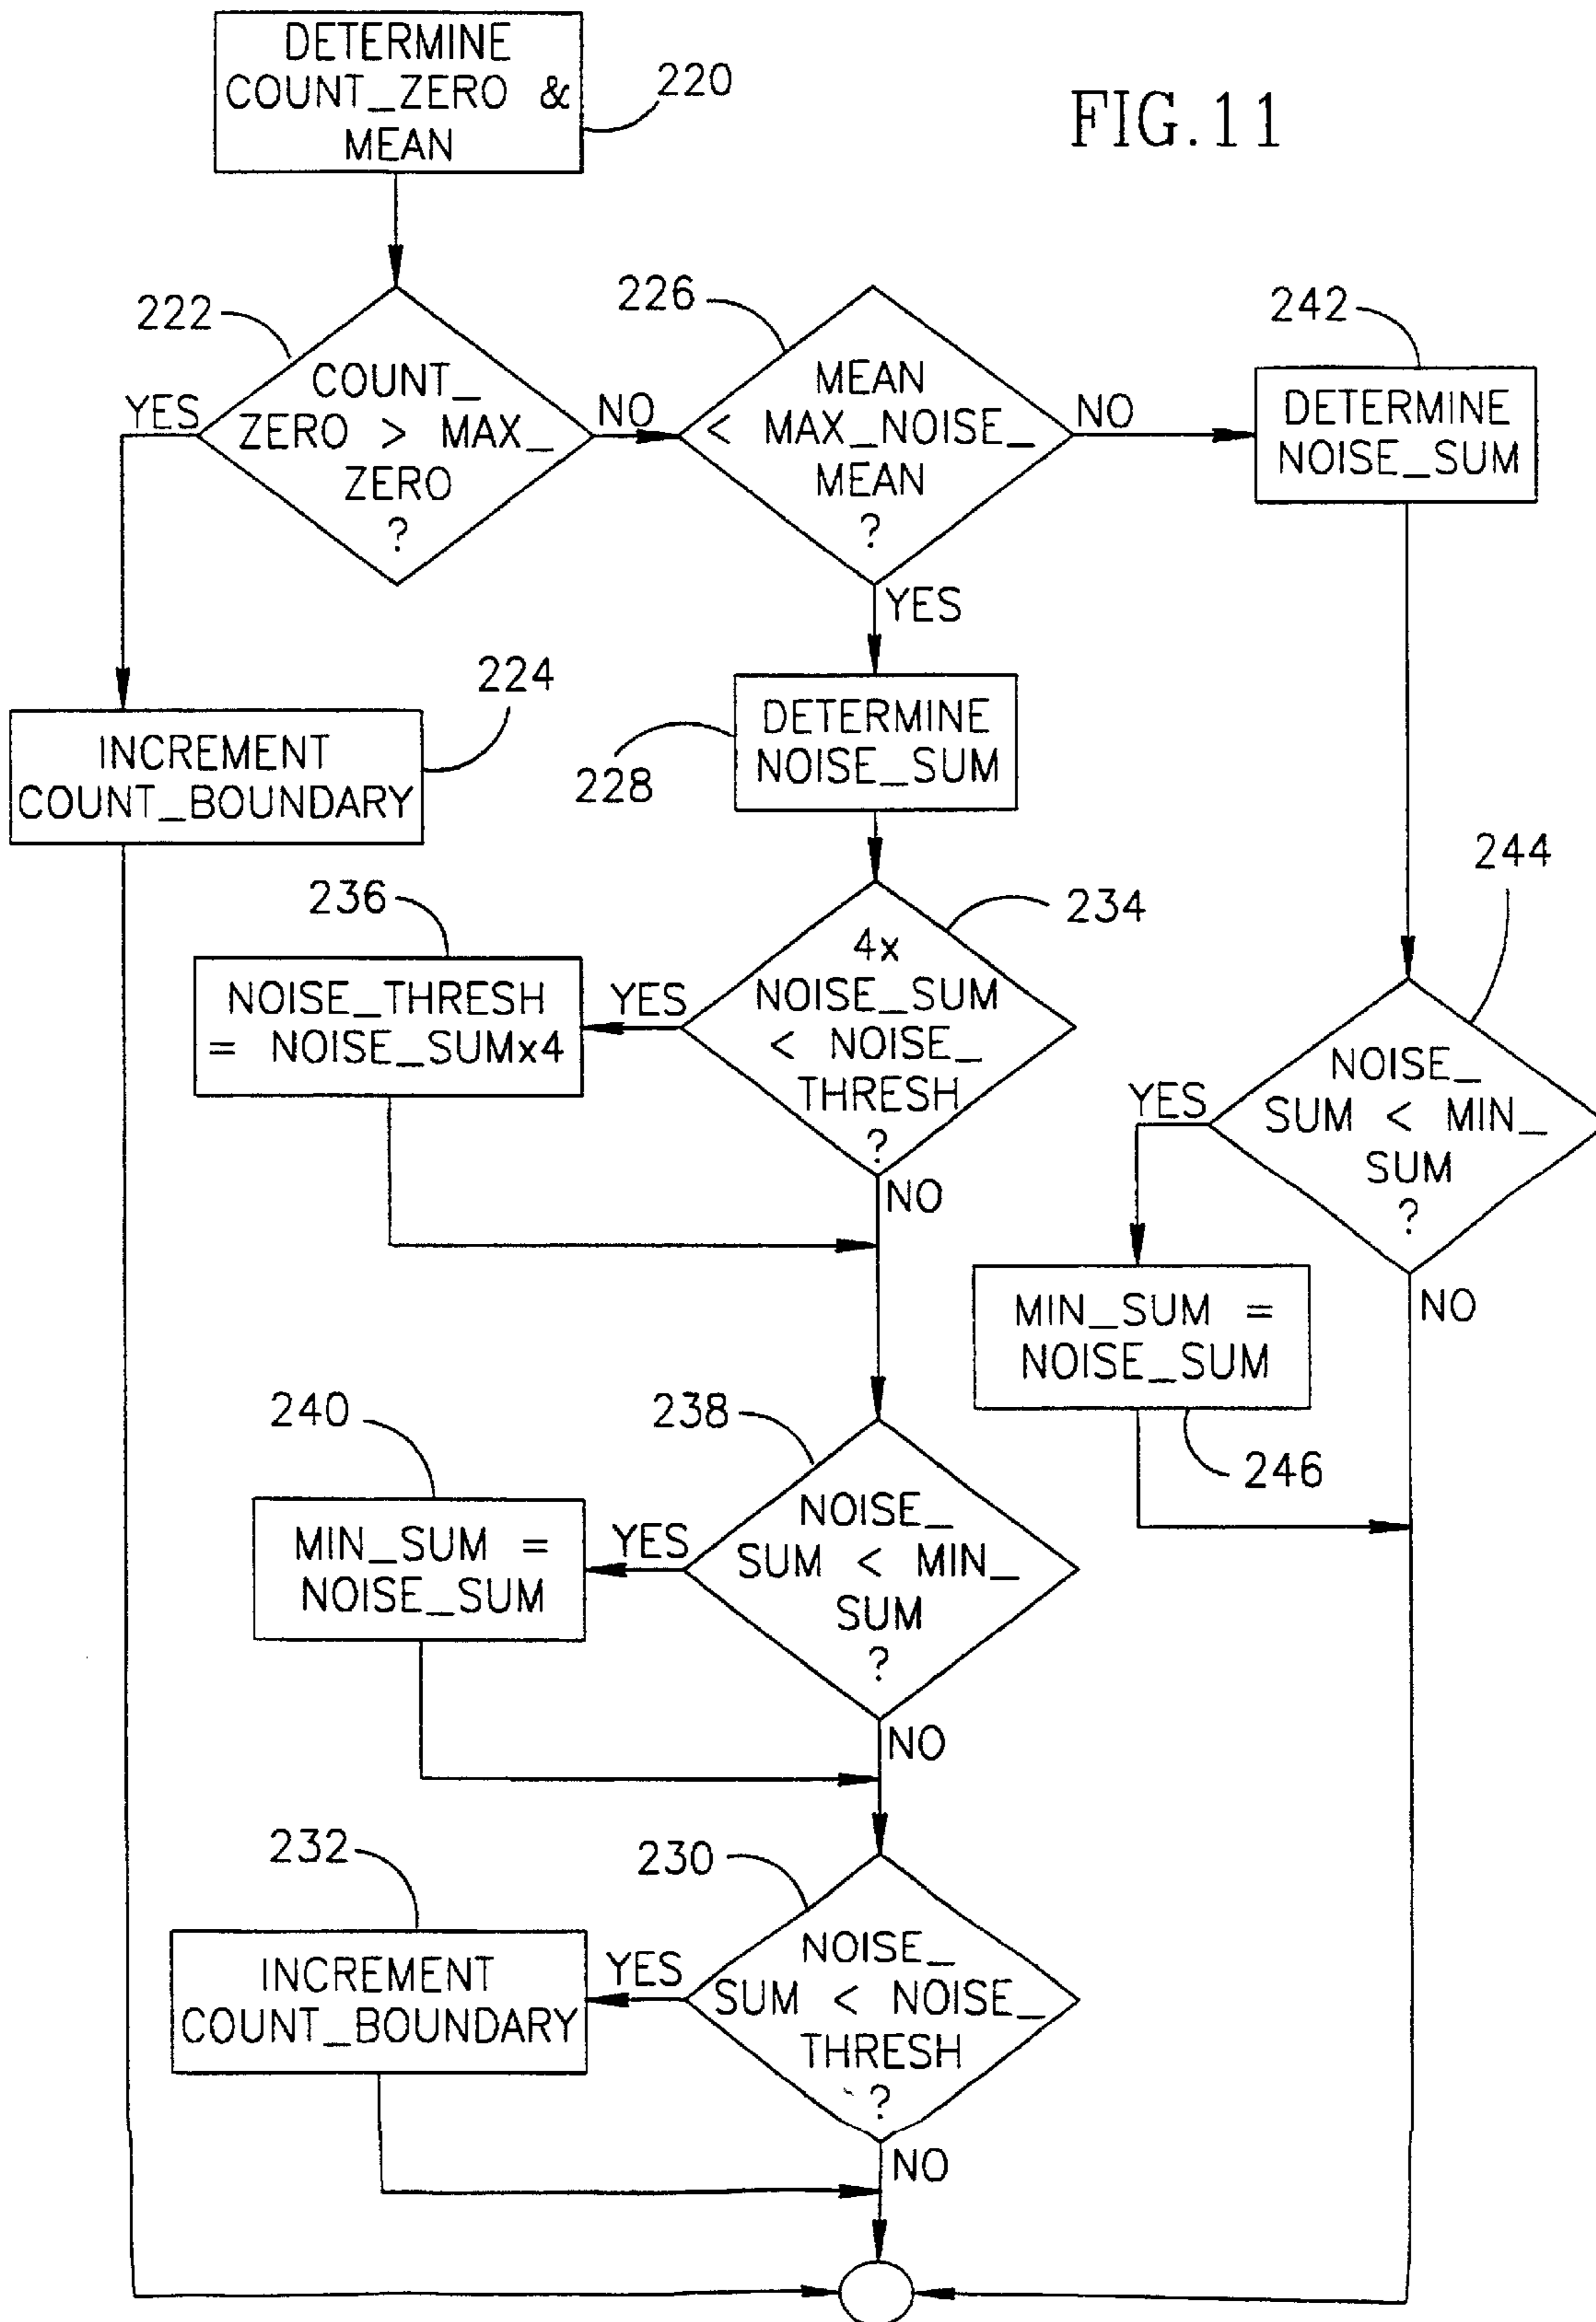 DETERMINE
COUNT_ZERO &
MEAN
220
FIG.11
222
COUNT_
ZERO > MAX_
ZERO
?
YES
NO
226
MEAN
< MAX_NOISE_
MEAN
?
NO
YES
242
DETERMINE
NOISE_SUM
224
INCREMENT
COUNT_BOUNDARY
228
DETERMINE
NOISE_SUM
236
NOISE_THRESH
= NOISE_SUMx4
YES
234
4x
NOISE_SUM
< NOISE_
THRESH
?
NO
244
NOISE_
SUM < MIN_
SUM
?
YES
NO
MIN_SUM =
NOISE_SUM
246
240
MIN_SUM =
NOISE_SUM
YES
238
NOISE_
SUM < MIN_
SUM
?
NO
232
INCREMENT
COUNT_BOUNDARY
YES
230
NOISE_
SUM < NOISE_
THRESH
?
NO